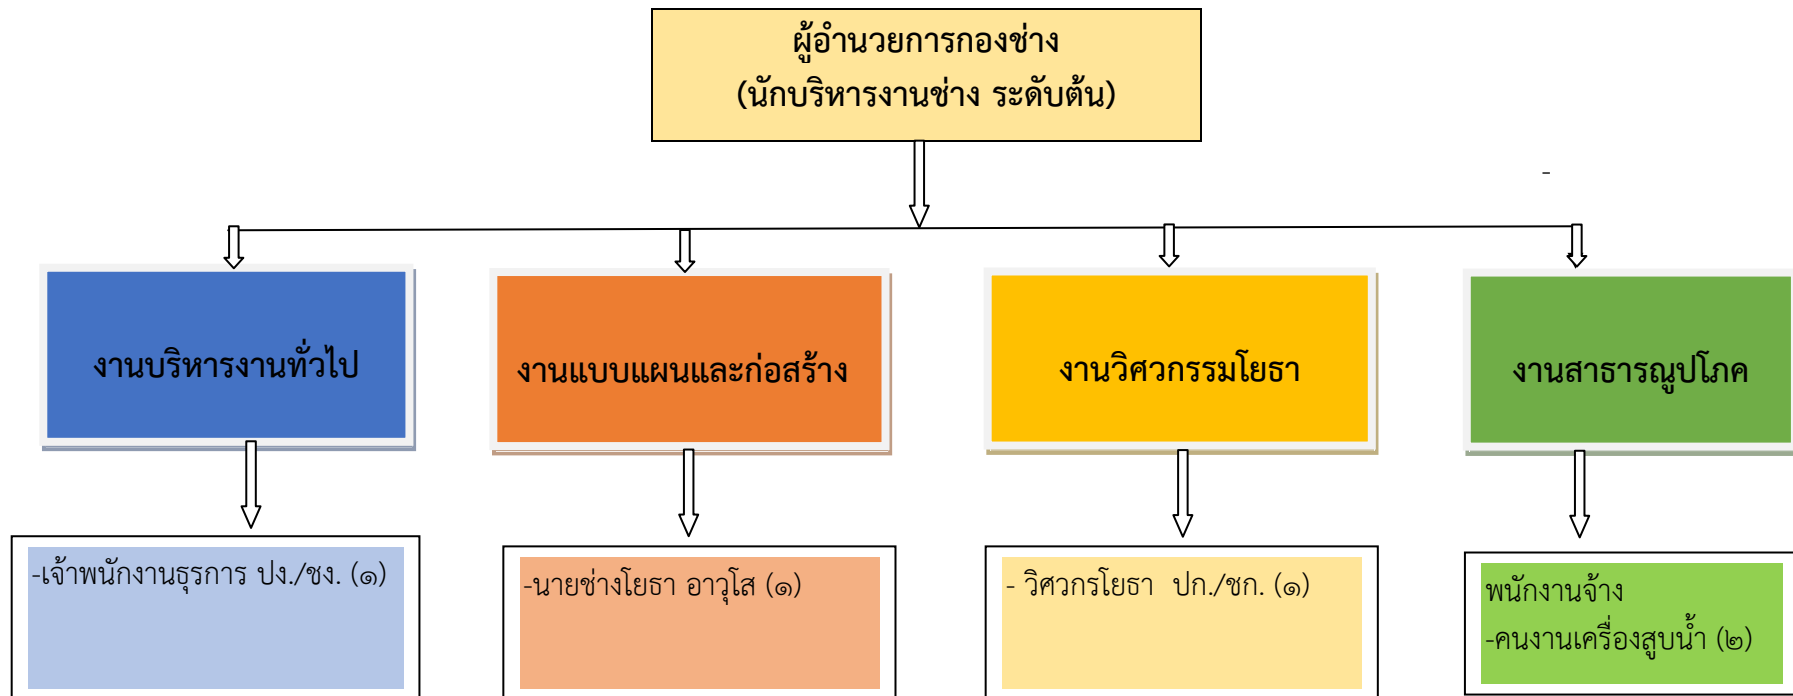 ผู้อำนวยการกองช่าง
(นักบริหารงานช่าง ระดับต้น)
-
งานบริหารงานทั่วไป
งานแบบแผนและก่อสร้าง
งานวิศวกรรมโยธา
งานสาธารณูปโภค
-เจ้าพนักงานธุรการ ปง./ชง. (๑)
-นายช่างโยธา อาวุโส (๑)
- วิศวกรโยธา ปก./ชก. (๑)
พนักงานจ้าง
-คนงานเครื่องสูบน้ำ (๒)